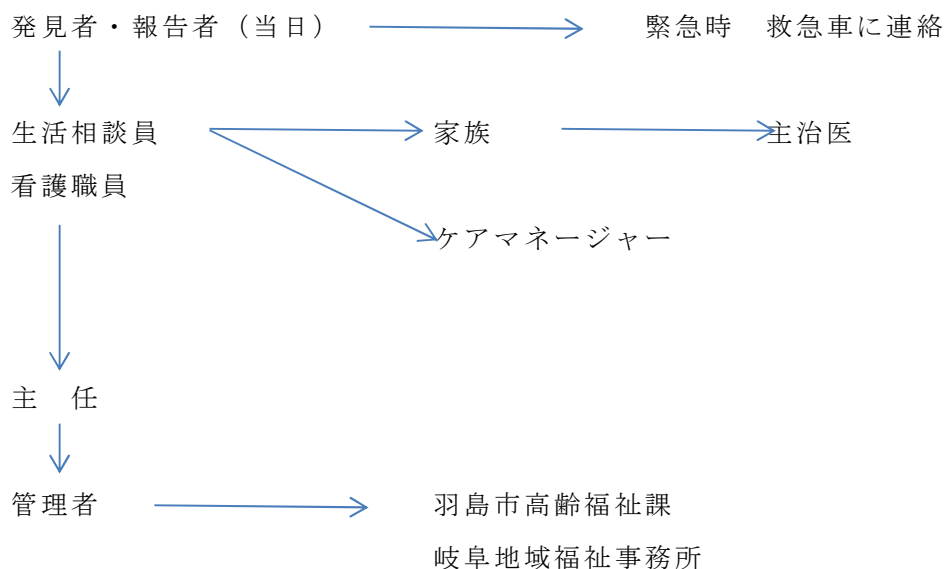 発見者・報告者（当日） 緊急時　救急車に連絡
生活相談員 家族 主治医
看護職員
ケアマネージャー
主　任
管理者 羽島市高齢福祉課
岐阜地域福祉事務所